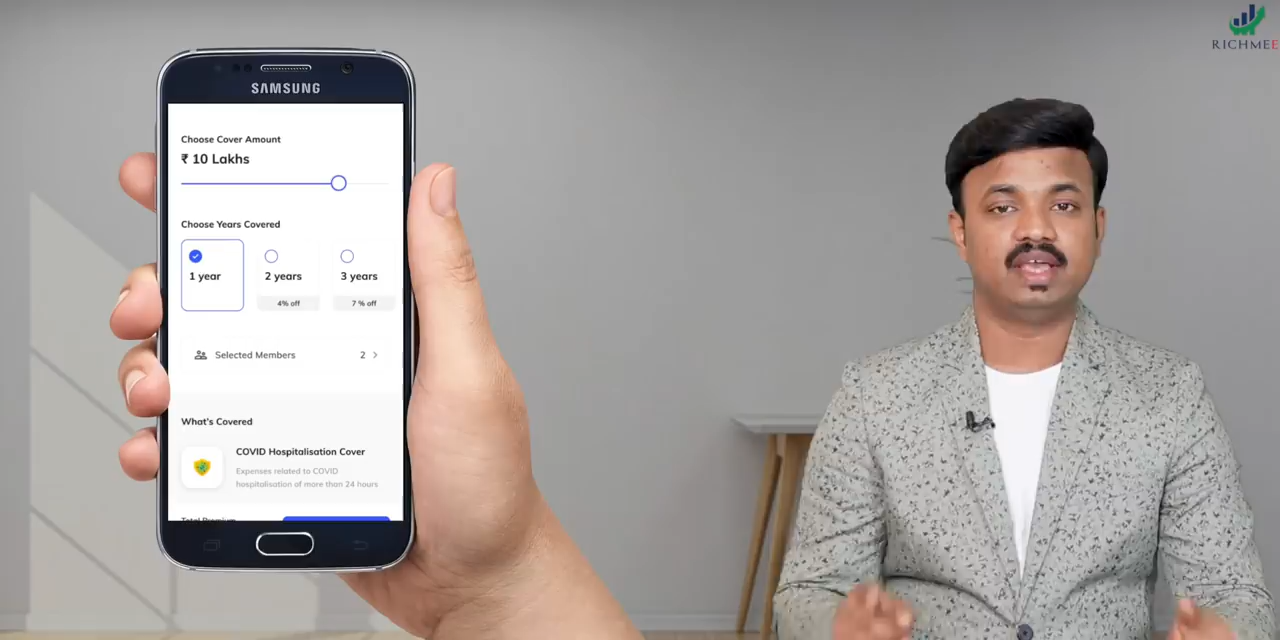 RICHMEE
SAMSUNG
Choose Cover Amount
₹ 10 Lakhs
Choose Years Covered
1 year
2 years
3 years
4% off
7 % off
Selected Members 2
What's Covered
COVID Hospitalisation Cover
Expenses related to COVID
hospitalisation of more than 24 hours
Total Premium